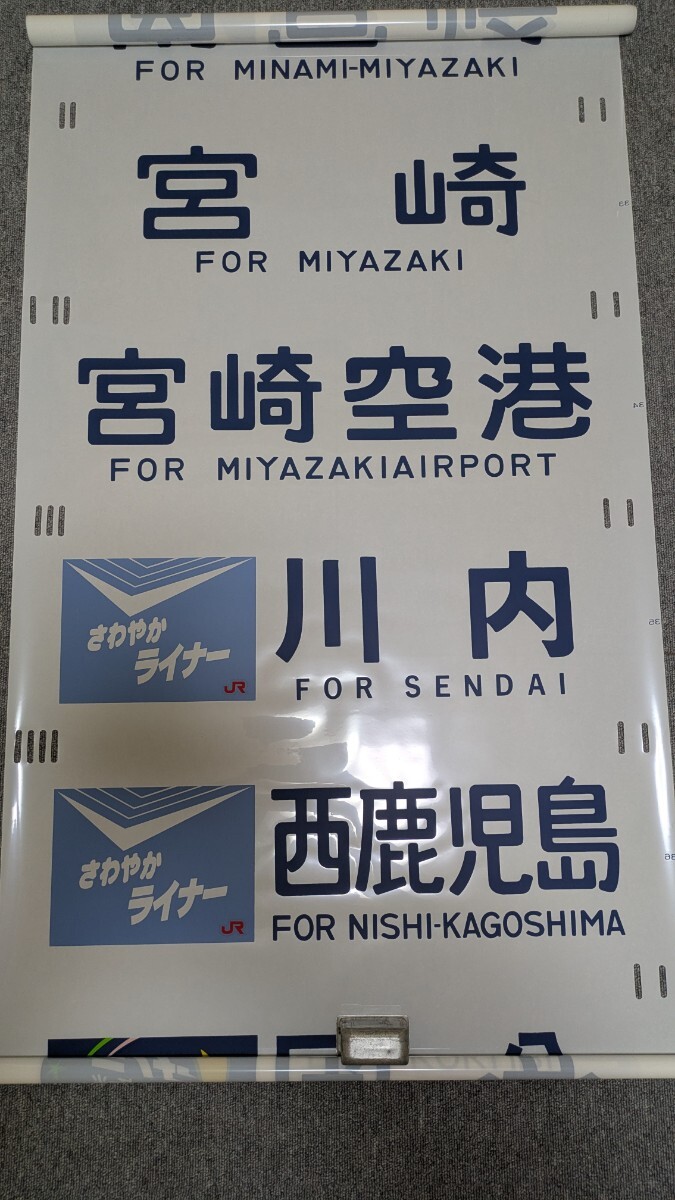 FOR MINAMI-MIYAZAKI
宮崎
FOR MIYAZAKI
宮崎空港
FOR MIYAZAKIAIRPORT
さわやか
ライナー
JR
川内
FOR SENDAI
さわやか
ライナー
JR
西鹿児島
FOR NISHI-KAGOSHIMA